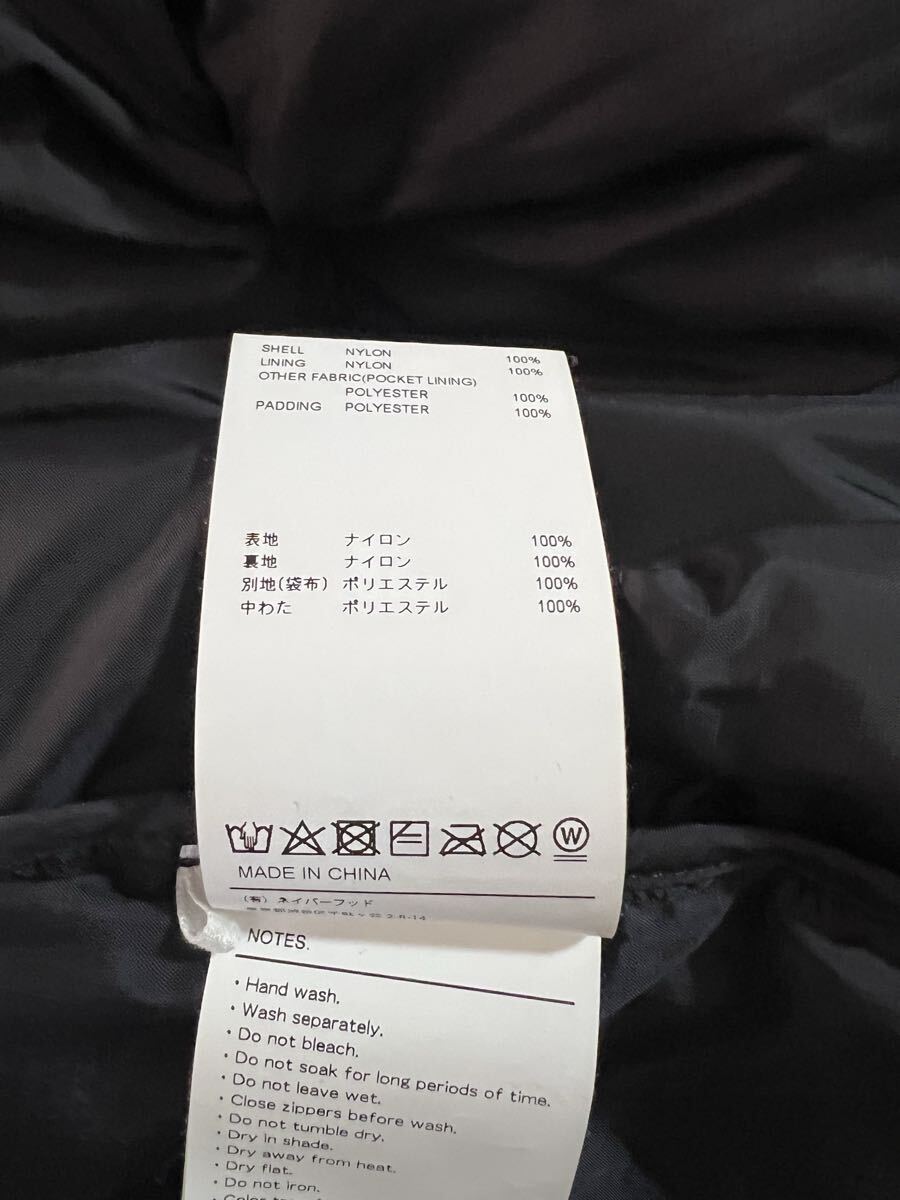 SHELL NYLON 100%
LINING NYLON 100%
OTHER FABRIC(POCKET LINING)
POLYESTER 100%
PADDING POLYESTER 100%
表地 ナイロン 100%
裏地 ナイロン 100%
別地(袋布) ポリエステル 100%
中わた ポリエステル 100%
W
MADE IN CHINA
(有) ネイバーフッド
NOTES.
・Hand wash.
・Wash separately.
・Do not bleach.
・Do not soak for long periods of time.
・Do not leave wet.
・Close zippers before wash.
・Do not tumble dry.
・Dry in shade.
・Dry away from heat.
・Dry flat.
・Do not iron.